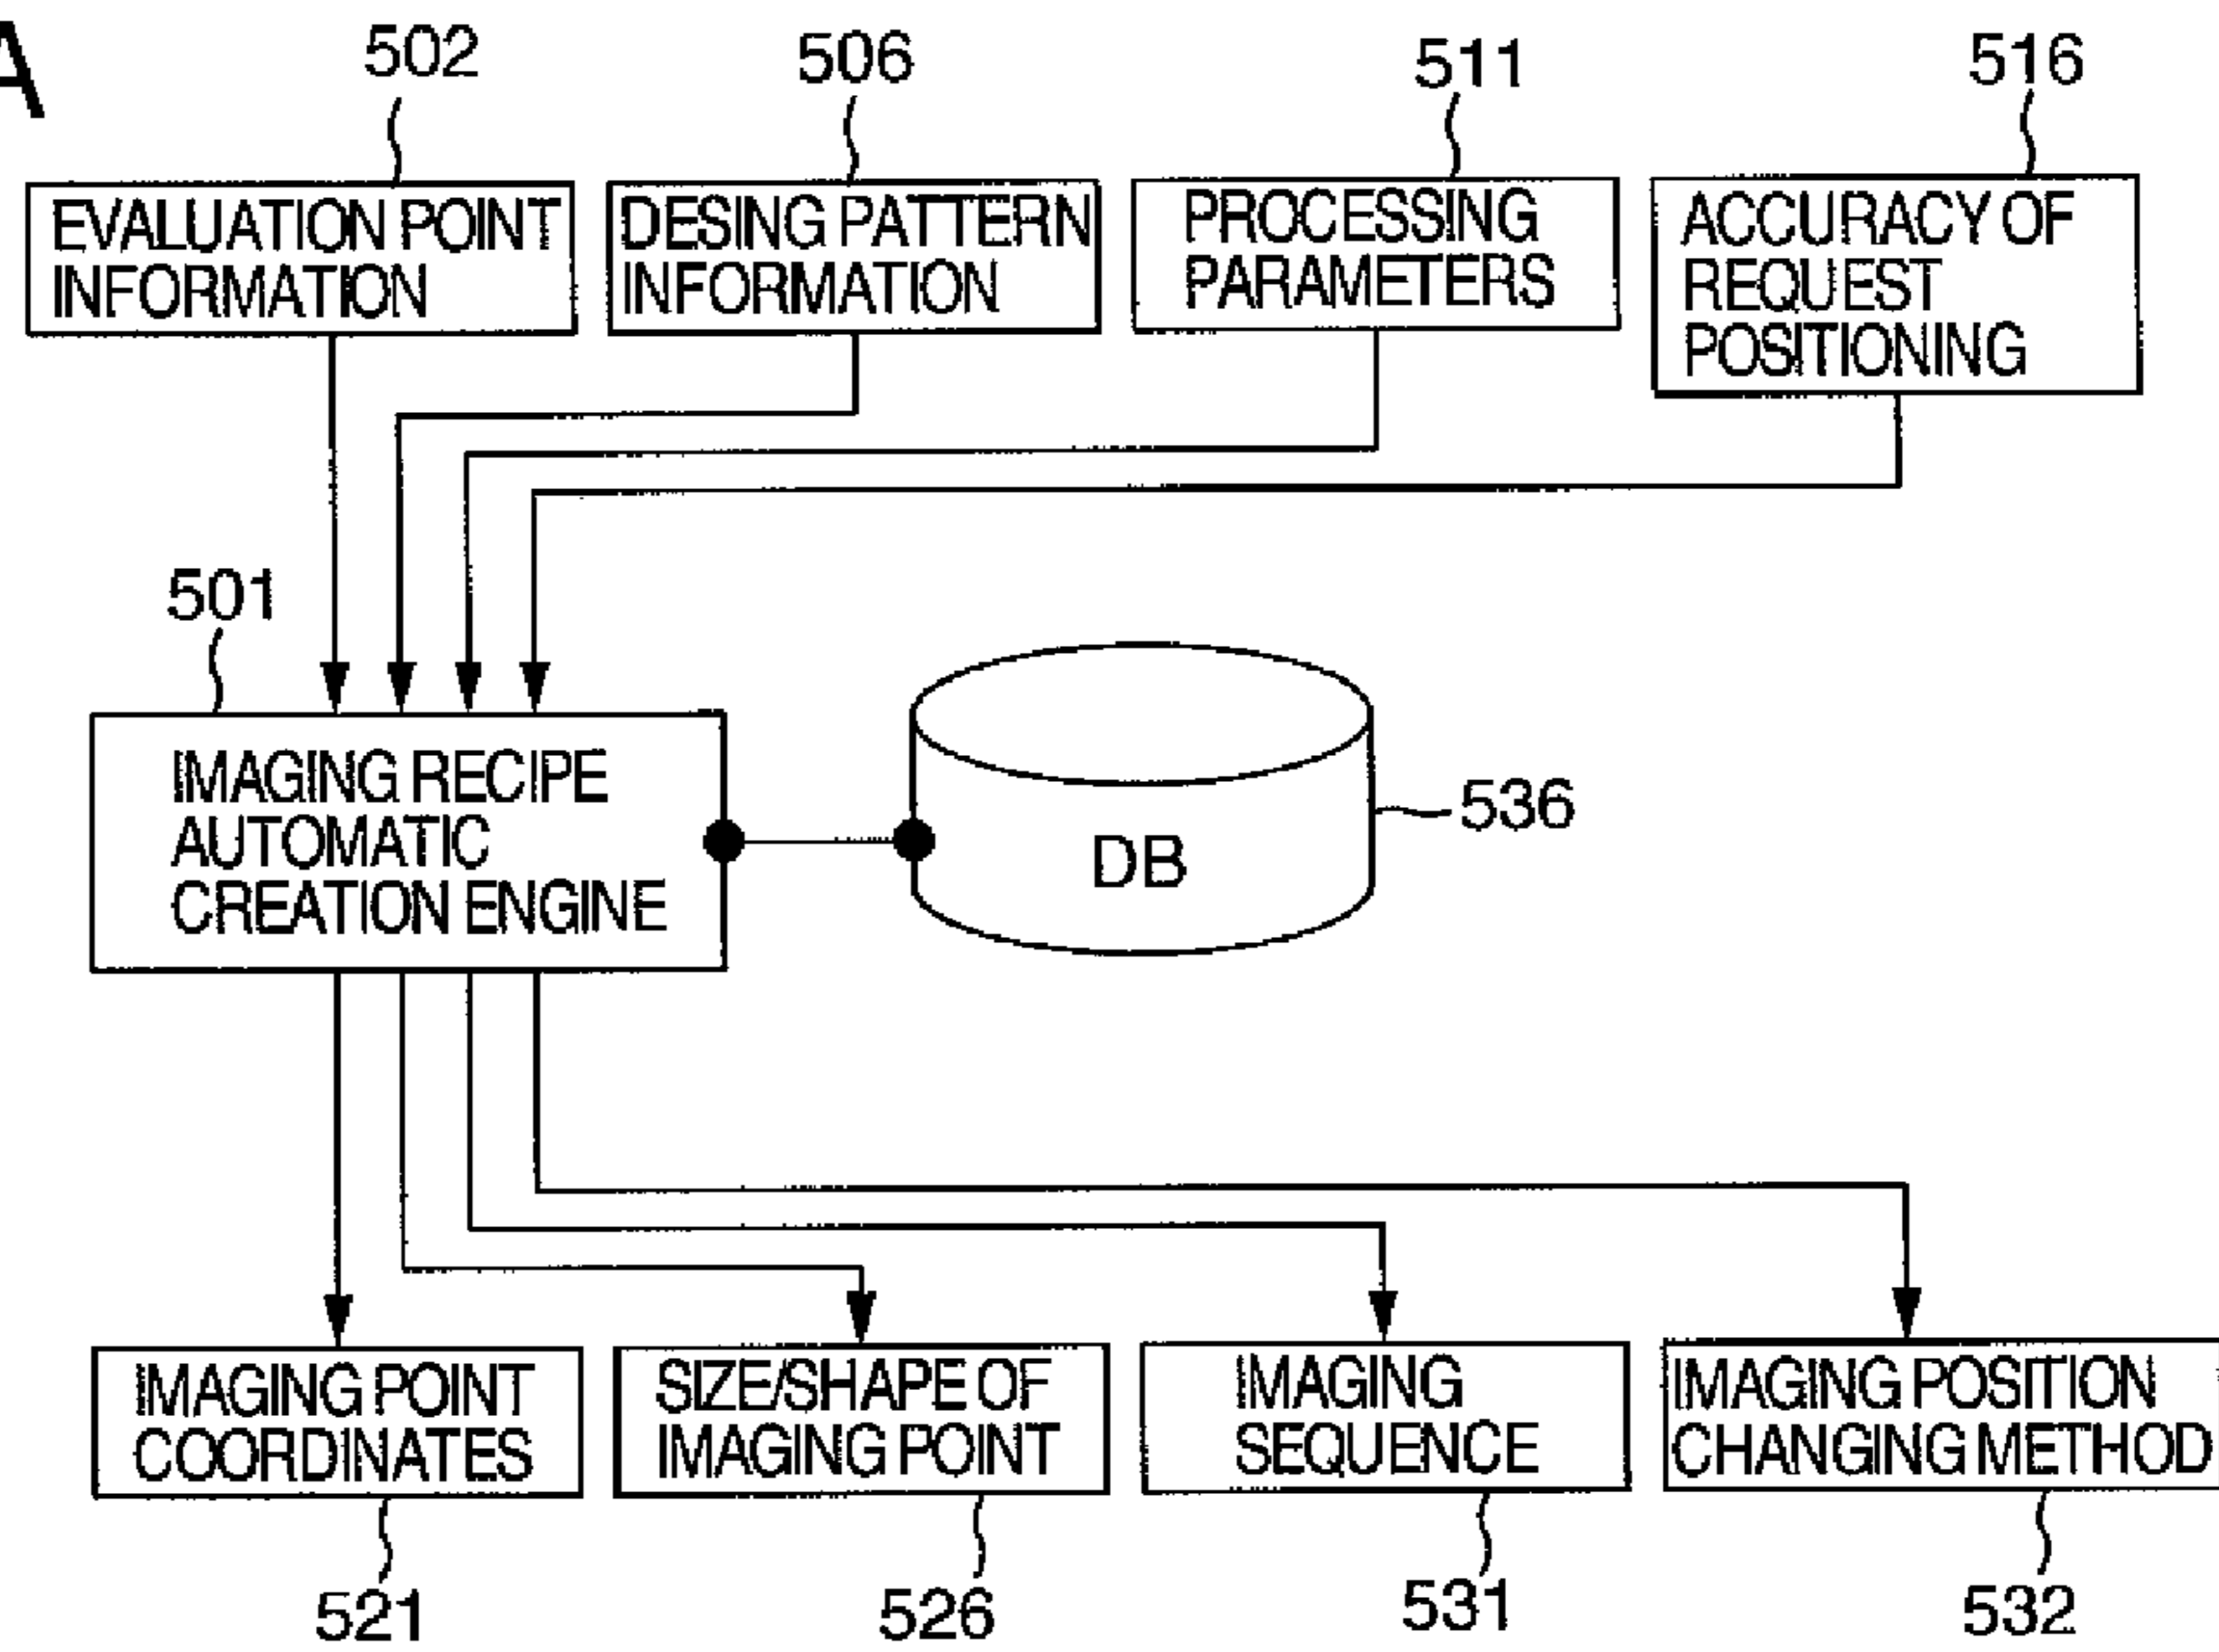 A
502
506
511
516
EVALUATION POINT
INFORMATION
DESING PATTERN
INFORMATION
PROCESSING
PARAMETERS
ACCURACY OF
REQUEST
POSITIONING
501
IMAGING RECIPE
AUTOMATIC
CREATION ENGINE
DB
536
IMAGING POINT
COORDINATES
SIZE/SHAPE OF
IMAGING POINT
IMAGING
SEQUENCE
IMAGING POSITION
CHANGING METHOD
521
526
531
532